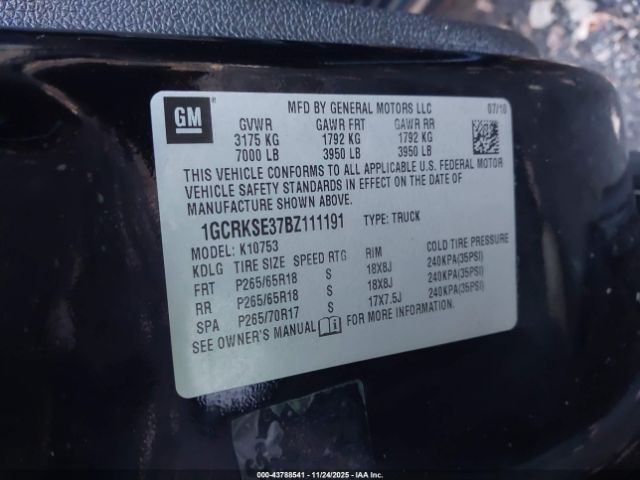 GM
MFD BY GENERAL MOTORS LLC 07/10
GVWR GAWR FRT GAWR RR
3175 KG 1792 KG 1792 KG
7000 LB 3950 LB 3950 LB
THIS VEHICLE CONFORMS TO ALL APPLICABLE U.S. FEDERAL MOTOR
VEHICLE SAFETY STANDARDS IN EFFECT ON THE DATE OF
MANUFACTURE SHOWN ABOVE.
1GCRKSE37BZ111191 TYPE: TRUCK
MODEL: K10753
KDLG TIRE SIZE SPEED RTG RIM COLD TIRE PRESSURE
FRT P265/65R18 S 18X8J 240KPA(35PSI)
RR P265/65R18 S 18X8J 240KPA(35PSI)
SPA P265/70R17 S 17X7.5J 240KPA(35PSI)
SEE OWNER'S MANUAL FOR MORE INFORMATION.
000-43788541 - 11/24/2025 - IAA Inc.